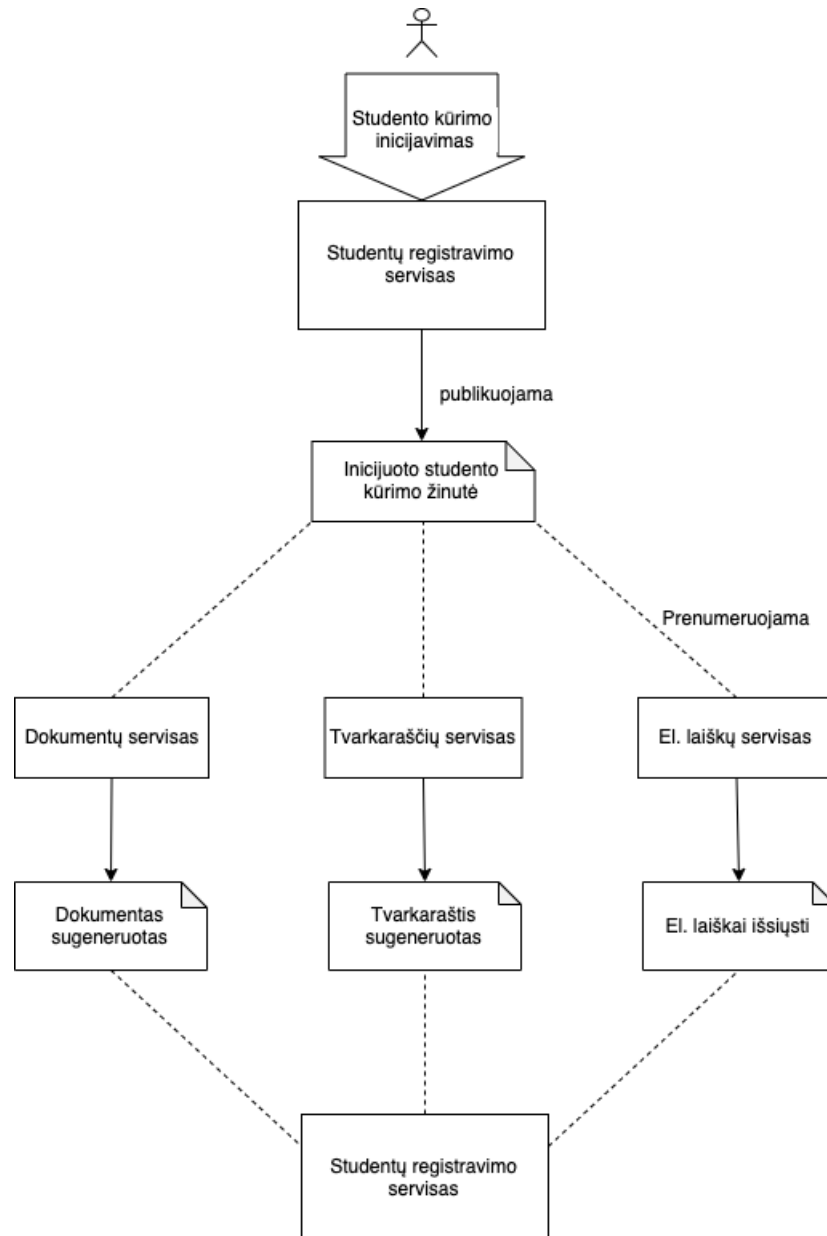 Studento kūrimo
inicijavimas
Studentų registravimo
servisas
publikuojama
Inicijuoto studento
kūrimo žinutė
Prenumeruojama
Dokumentų servisas
Tvarkaraščių servisas
El. laiškų servisas
Dokumentas
sugeneruotas
Tvarkaraštis
sugeneruotas
El. laiškai išsiųsti
Studentų registravimo
servisas